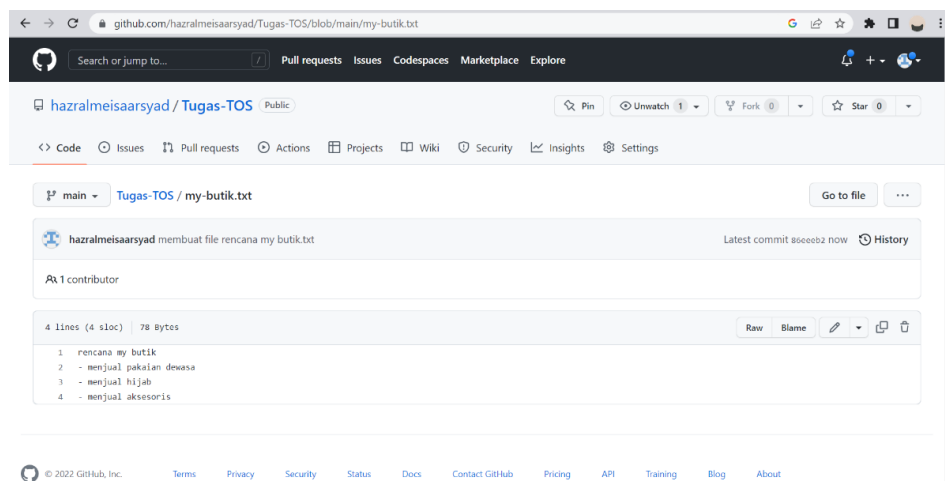 github.com/hazralmeisaarsyad/Tugas-TOS/blob/main/my-butik.txt
Search or jump to... / Pull requests Issues Codespaces Marketplace Explore
hazralmeisaarsyad / Tugas-TOS Public Pin Unwatch 1 Fork 0 Star 0
<> Code Issues Pull requests Actions Projects Wiki Security Insights Settings
main Tugas-TOS / my-butik.txt Go to file ...
hazralmeisaarsyad membuat file rencana my butik.txt Latest commit 86eeeb2 now History
1 contributor
4 lines (4 sloc) 78 Bytes Raw Blame
1 rencana my butik
2 - menjual pakaian dewasa
3 - menjual hijab
4 - menjual aksesoris
© 2022 GitHub, Inc. Terms Privacy Security Status Docs Contact GitHub Pricing API Training Blog About